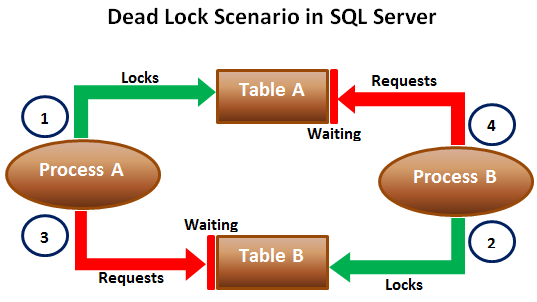 Dead Lock Scenario in SQL Server
Locks
Requests
1
Table A
4
Waiting
Process A
Process B
3
Waiting
2
Table B
Requests
Locks